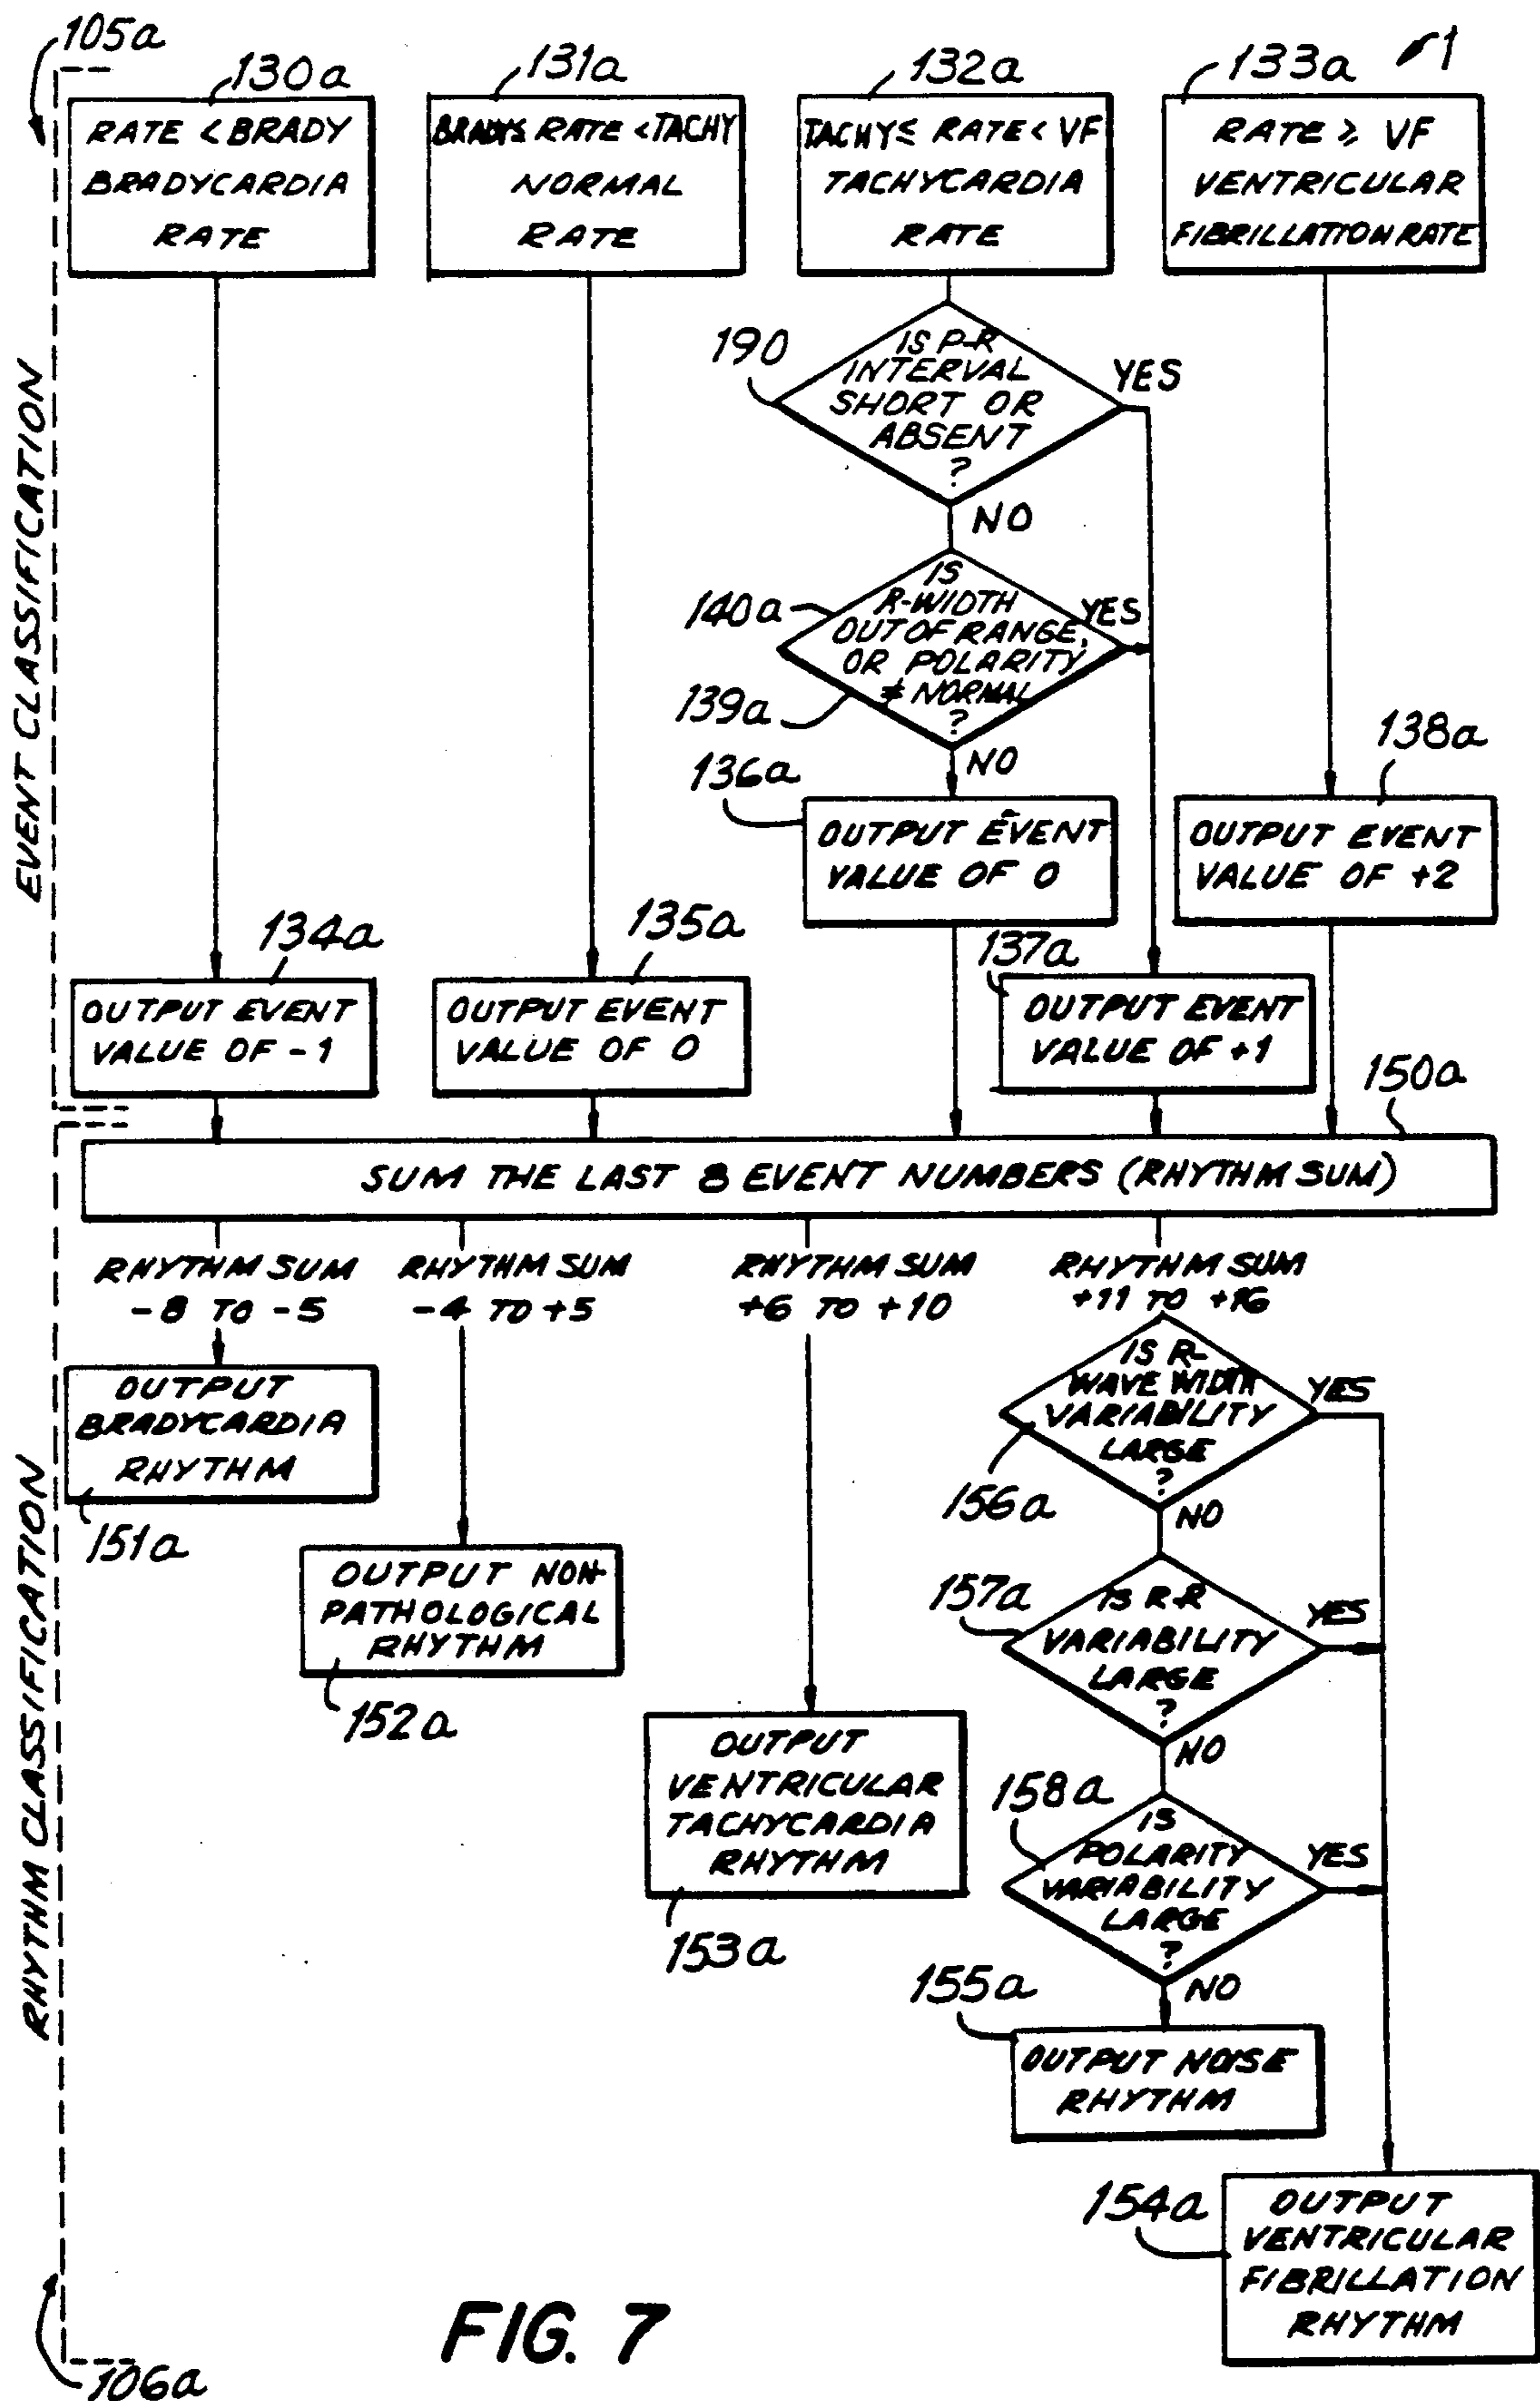 105a
130a
131a
132a
133a
1
RATE < BRADY
BRADYCARDIA
RATE
BRADY≤ RATE <TACHY
NORMAL
RATE
TACHY≤ RATE < VF
TACHYCARDIA
RATE
RATE ≥ VF
VENTRICULAR
FIBRILLATION RATE
EVENT CLASSIFICATION
190
IS P-R
INTERVAL
SHORT OR
ABSENT
?
YES
NO
140a
139a
IS
R-WIDTH
OUT OF RANGE,
OR POLARITY
≠ NORMAL
?
YES
NO
136a
OUTPUT EVENT
VALUE OF 0
138a
OUTPUT EVENT
VALUE OF +2
134a
OUTPUT EVENT
VALUE OF -1
135a
OUTPUT EVENT
VALUE OF 0
137a
OUTPUT EVENT
VALUE OF +1
150a
SUM THE LAST 8 EVENT NUMBERS (RHYTHM SUM)
RHYTHM CLASSIFICATION
RHYTHM SUM
-8 TO -5
RHYTHM SUM
-4 TO +5
RHYTHM SUM
+6 TO +10
RHYTHM SUM
+11 TO +16
OUTPUT
BRADYCARDIA
RHYTHM
151a
OUTPUT NON-
PATHOLOGICAL
RHYTHM
152a
OUTPUT
VENTRICULAR
TACHYCARDIA
RHYTHM
153a
IS R-
WAVE WIDTH
VARIABILITY
LARGE
?
YES
156a
NO
157a
IS R-R
VARIABILITY
LARGE
?
YES
NO
158a
IS
POLARITY
VARIABILITY
LARGE
?
YES
NO
155a
OUTPUT NOISE
RHYTHM
154a
OUTPUT
VENTRICULAR
FIBRILLATION
RHYTHM
FIG. 7
106a